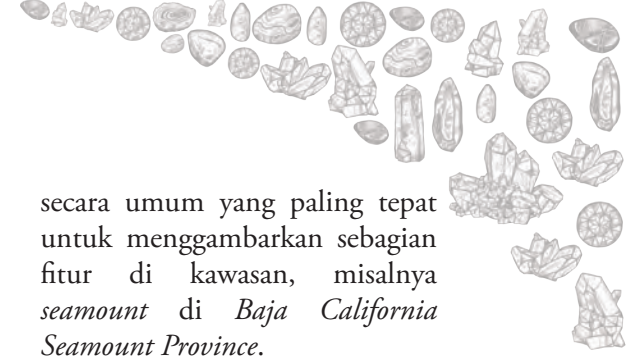 secara umum yang paling tepat
untuk menggambarkan sebagian
fitur di kawasan, misalnya
seamount di Baja California
Seamount Province.